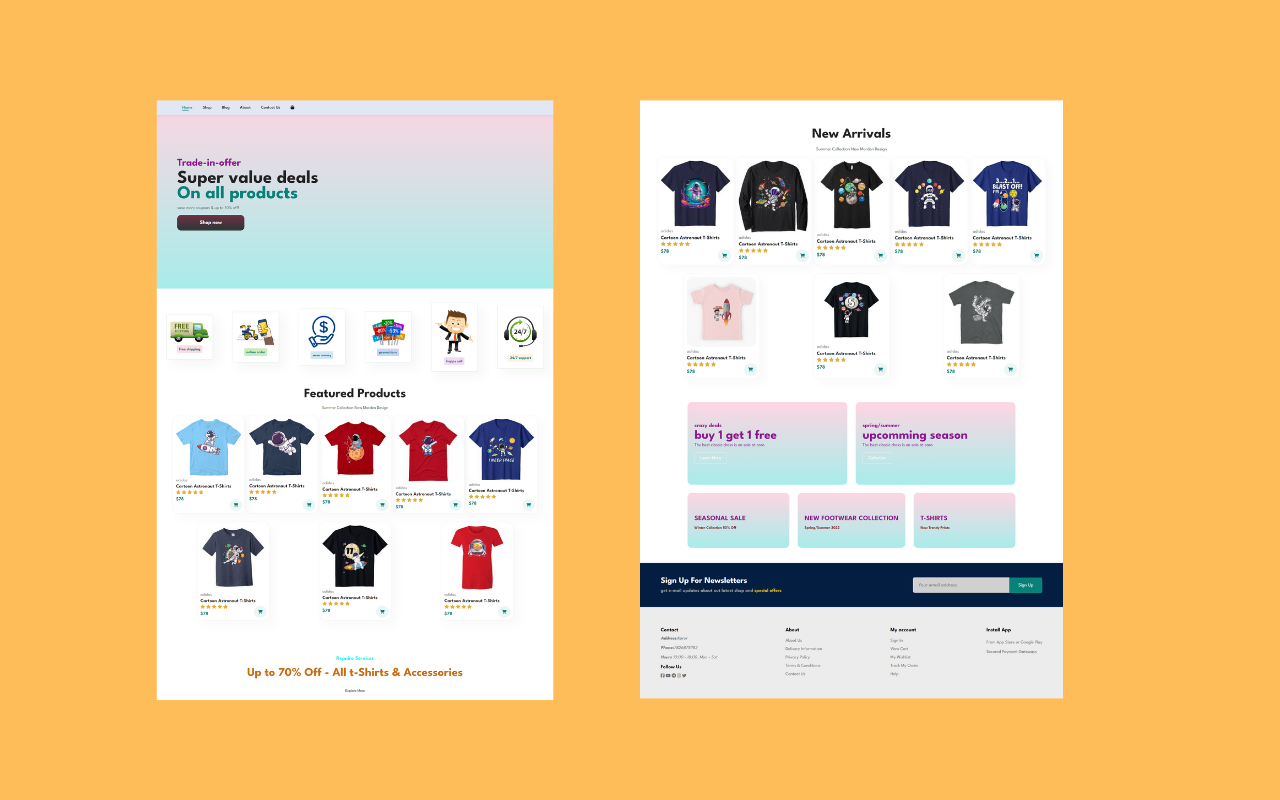 Home Shop Blog About Contact Us
Trade-in-offer
Super value deals
On all products
save more coupons & up to 70% off!
Shop now
FREE
Free shipping
online order
save money
promotions
happy sell
24/7
24/7 support
Featured Products
Summer Collection New Morden Design
adidas
Cartoon Astronaut T-Shirts
$78
adidas
Cartoon Astronaut T-Shirts
$78
adidas
Cartoon Astronaut T-Shirts
$78
adidas
Cartoon Astronaut T-Shirts
$78
adidas
Cartoon Astronaut T-Shirts
$78
adidas
Cartoon Astronaut T-Shirts
$78
adidas
Cartoon Astronaut T-Shirts
$78
adidas
Cartoon Astronaut T-Shirts
$78
Up to 70% Off - All t-Shirts & Accessories
Explore More
New Arrivals
Summer Collection New Morden Design
3...2...1...
BLAST OFF!
adidas
Cartoon Astronaut T-Shirts
$78
adidas
Cartoon Astronaut T-Shirts
$78
adidas
Cartoon Astronaut T-Shirts
$78
adidas
Cartoon Astronaut T-Shirts
$78
adidas
Cartoon Astronaut T-Shirts
$78
adidas
Cartoon Astronaut T-Shirts
$78
adidas
Cartoon Astronaut T-Shirts
$78
adidas
Cartoon Astronaut T-Shirts
$78
crazy deals
buy 1 get 1 free
The best classic dress is on sale at
Learn More
spring/summer
upcomming season
The best classic dress is on sale at
Collection
SEASONAL SALE
Winter Collection 50% Off
NEW FOOTWEAR COLLECTION
Spring/Summer 2022
T-SHIRTS
New Trendy Prints
Sign Up For Newsletters
get e-mail updates about out latest shop and special offers
Your email address
Sign Up
Contact
Address:
Phone:
Hours: 10:00 - 18:00, Mon - Sat
Follow Us
About
About Us
Delivery Information
Privacy Policy
Terms & Conditions
Contact Us
My account
Sign In
View Cart
My Wishlist
Track My Order
Help
Install App
From App Store or Google Play
Secured Payment Gateways